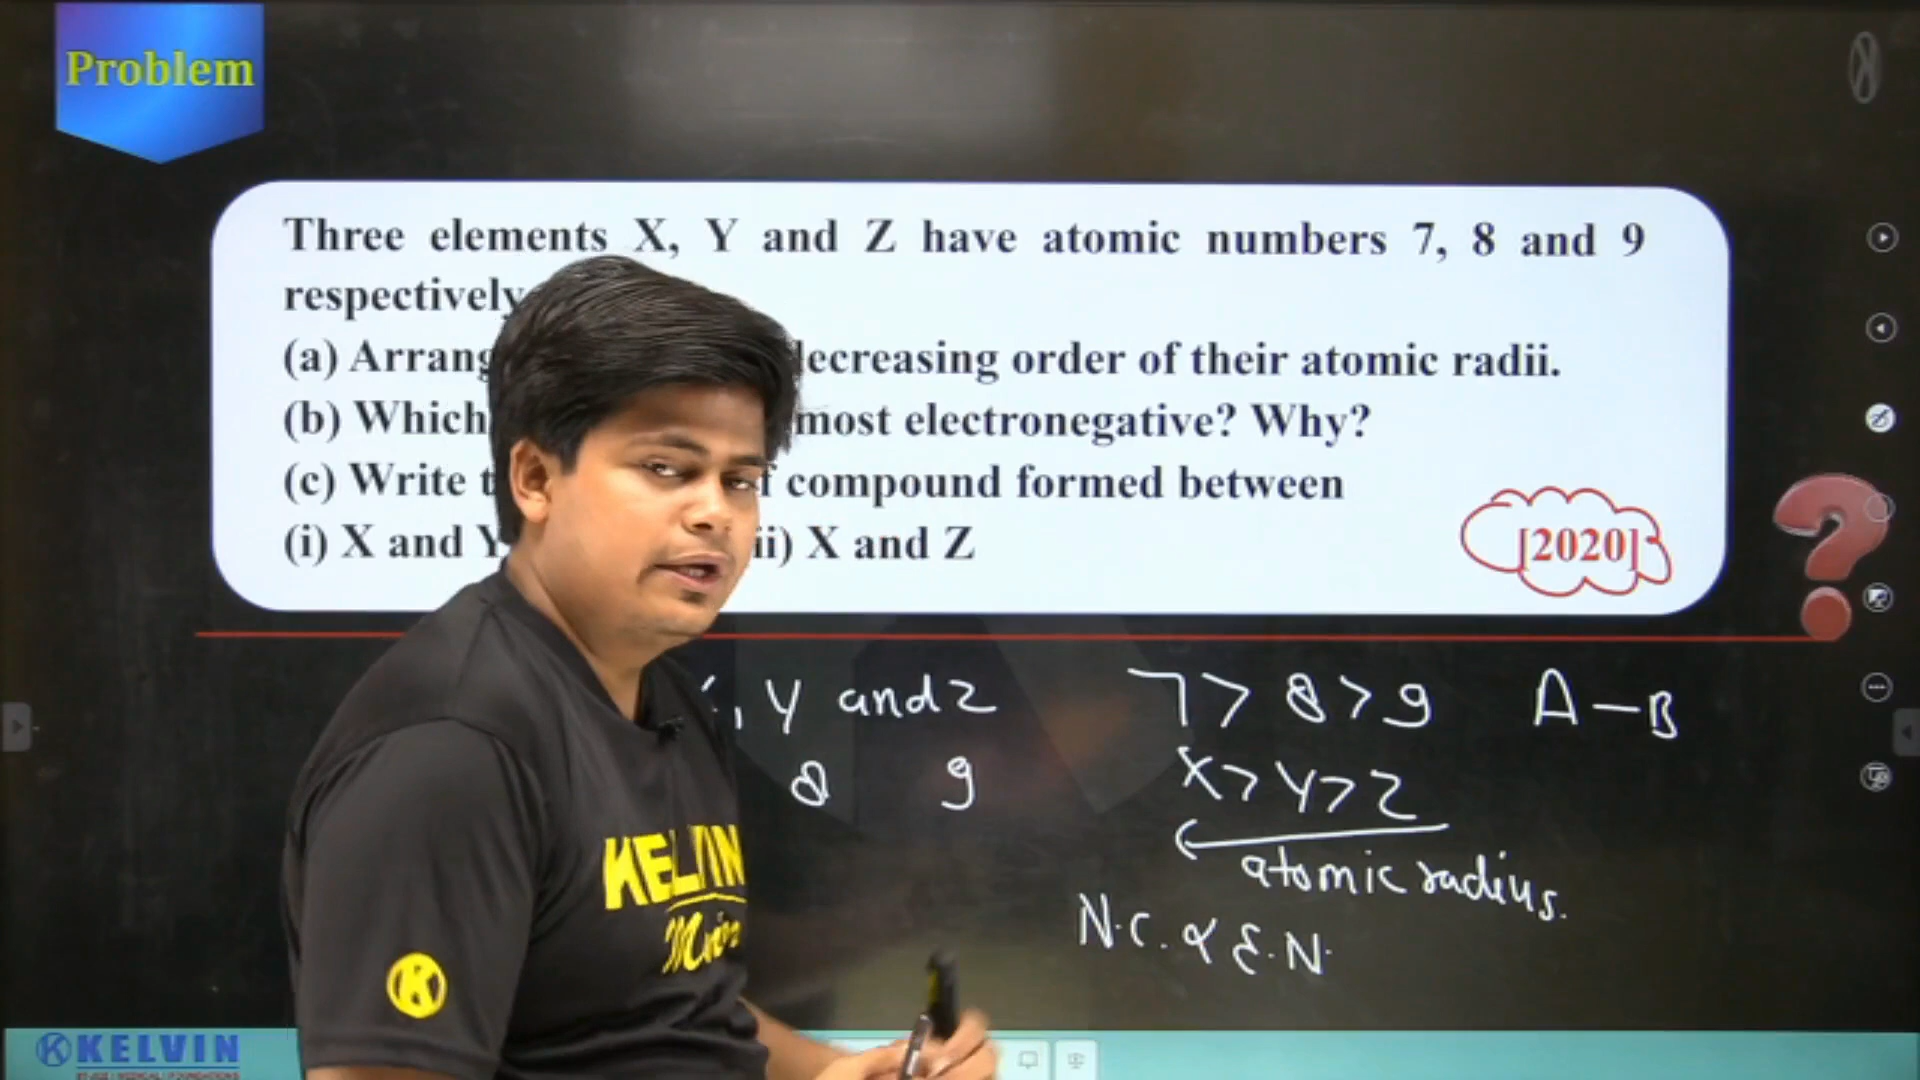 Problem
Three elements X, Y and Z have atomic numbers 7, 8 and 9
respectively
(a) Arrang decreasing order of their atomic radii.
(b) Which most electronegative? Why?
(c) Write t f compound formed between
(i) X and Y ii) X and Z
[2020]
, Y and Z 7 > 8 > 9 A – B
8 9 X > Y > Z
atomic radius.
N.C. ∝ E.N.
KELVIN
K
KELVIN